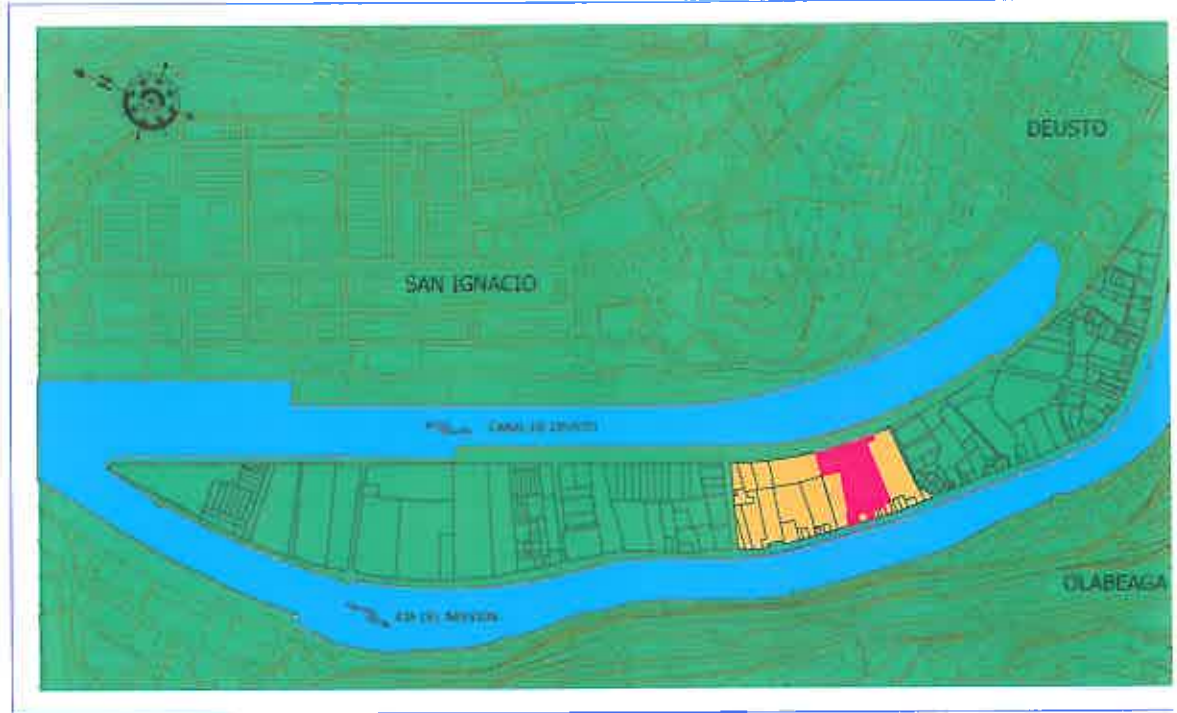 DEUSTO
SAN IGNACIO
CANAL DE DEUSTO
RIA DEL NERVION
OLABEAGA